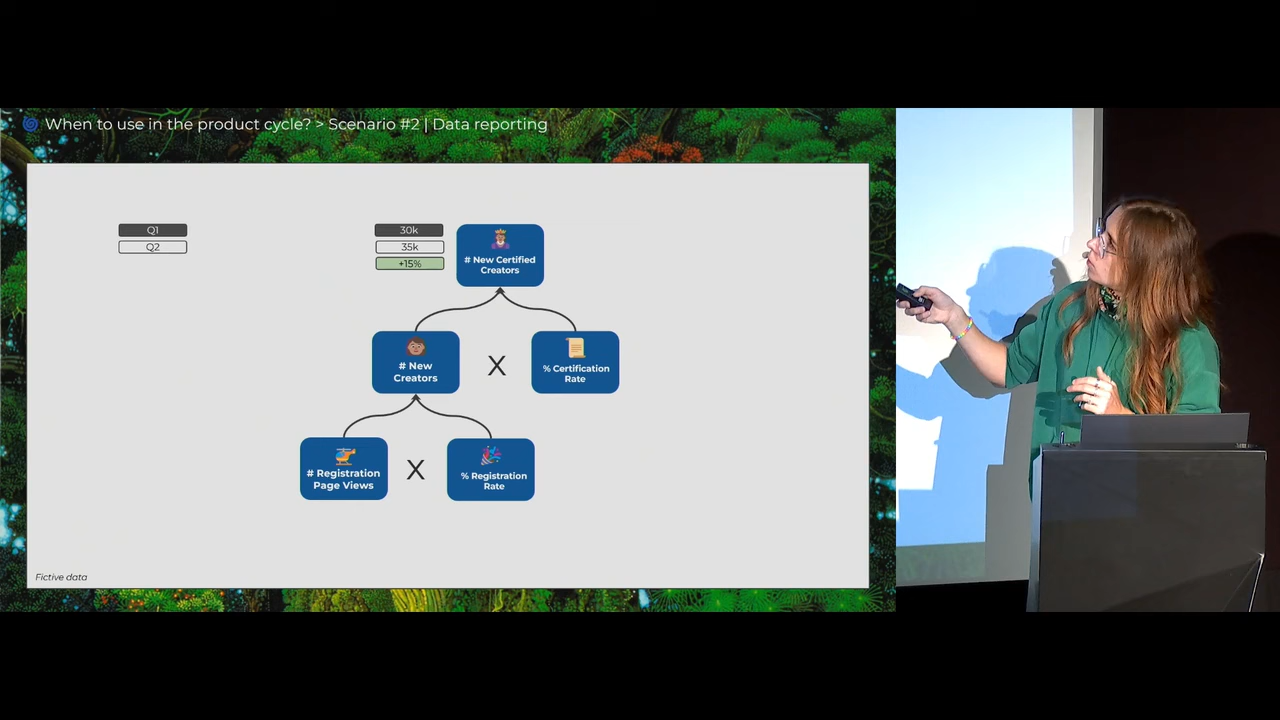 When to use in the product cycle? > Scenario #2 | Data reporting
Q1
Q2
30k
35k
+15%
# New Certified
Creators
# New
Creators
X
% Certification
Rate
# Registration
Page Views
X
% Registration
Rate
Fictive data